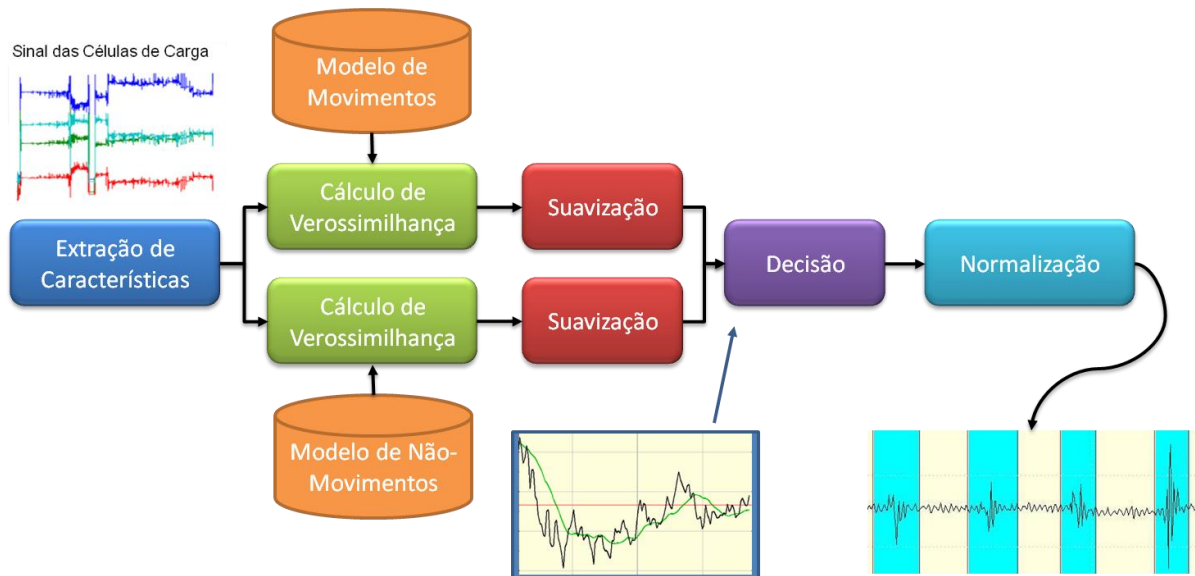 Sinal das Células de Carga
Modelo de
Movimentos
Extração de
Características
Cálculo de
Verossimilhança
Suavização
Cálculo de
Verossimilhança
Suavização
Decisão
Normalização
Modelo de Não-
Movimentos